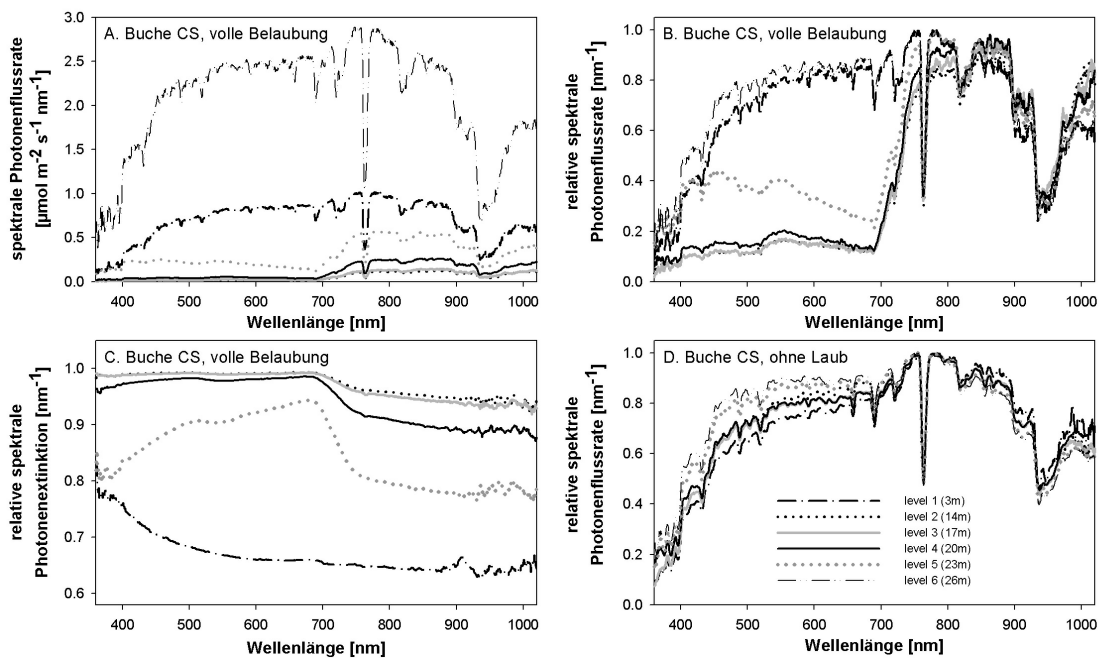 A. Buche CS, volle Belaubung
spektrale Photonenflussrate
[µmol m-2 s-1 nm-1]
3.0
2.5
2.0
1.5
1.0
0.5
0.0
400 500 600 700 800 900 1000
Wellenlänge [nm]
B. Buche CS, volle Belaubung
relative spektrale
Photonenflussrate [nm-1]
1.0
0.8
0.6
0.4
0.2
0.0
400 500 600 700 800 900 1000
Wellenlänge [nm]
C. Buche CS, volle Belaubung
relative spektrale
Photonenextinktion [nm-1]
1.0
0.9
0.8
0.7
0.6
400 500 600 700 800 900 1000
Wellenlänge [nm]
D. Buche CS, ohne Laub
relative spektrale
Photonenflussrate [nm-1]
1.0
0.8
0.6
0.4
0.2
0.0
level 1 (3m)
level 2 (14m)
level 3 (17m)
level 4 (20m)
level 5 (23m)
level 6 (26m)
400 500 600 700 800 900 1000
Wellenlänge [nm]